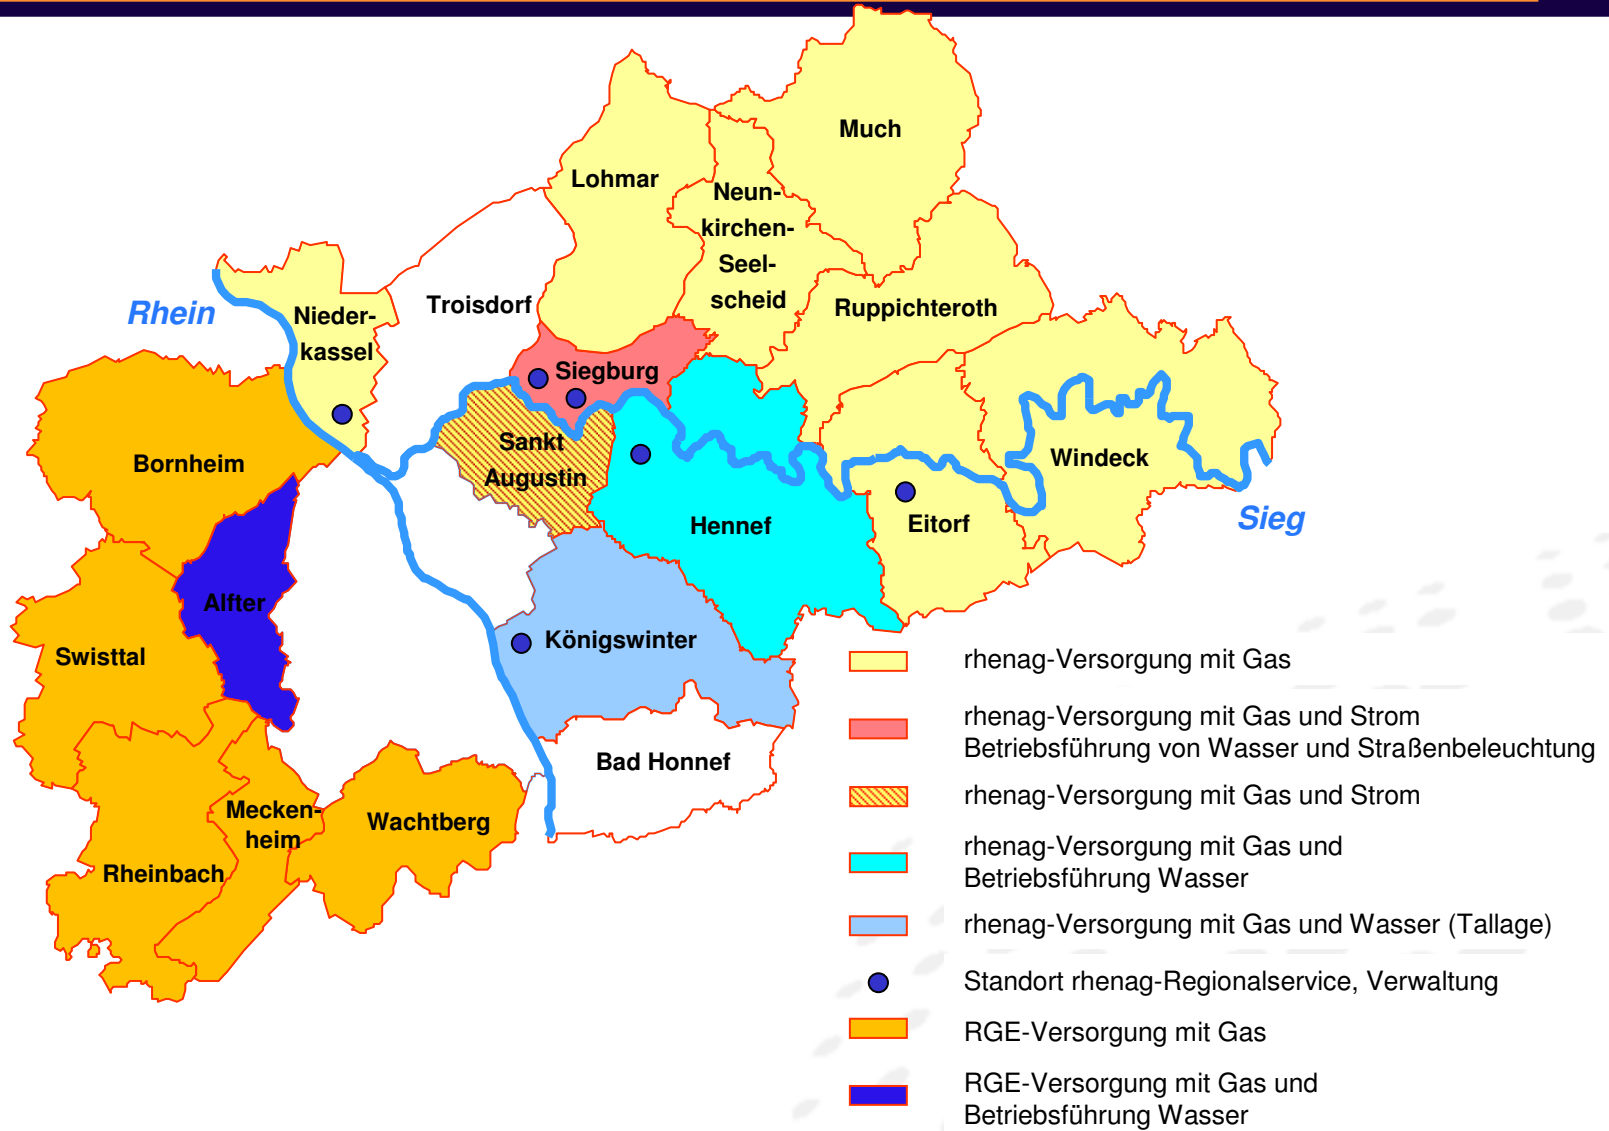 Much
Lohmar
Neun-
kirchen-
Seel-
scheid
Rhein
Nieder-
kassel
Troisdorf
Ruppichteroth
Siegburg
Bornheim
Sankt
Augustin
Windeck
Hennef
Eitorf
Sieg
Alfter
Swisttal
Königswinter
Bad Honnef
Mecken-
heim
Wachtberg
Rheinbach
rhenag-Versorgung mit Gas
rhenag-Versorgung mit Gas und Strom
Betriebsführung von Wasser und Straßenbeleuchtung
rhenag-Versorgung mit Gas und Strom
rhenag-Versorgung mit Gas und
Betriebsführung Wasser
rhenag-Versorgung mit Gas und Wasser (Tallage)
Standort rhenag-Regionalservice, Verwaltung
RGE-Versorgung mit Gas
RGE-Versorgung mit Gas und
Betriebsführung Wasser